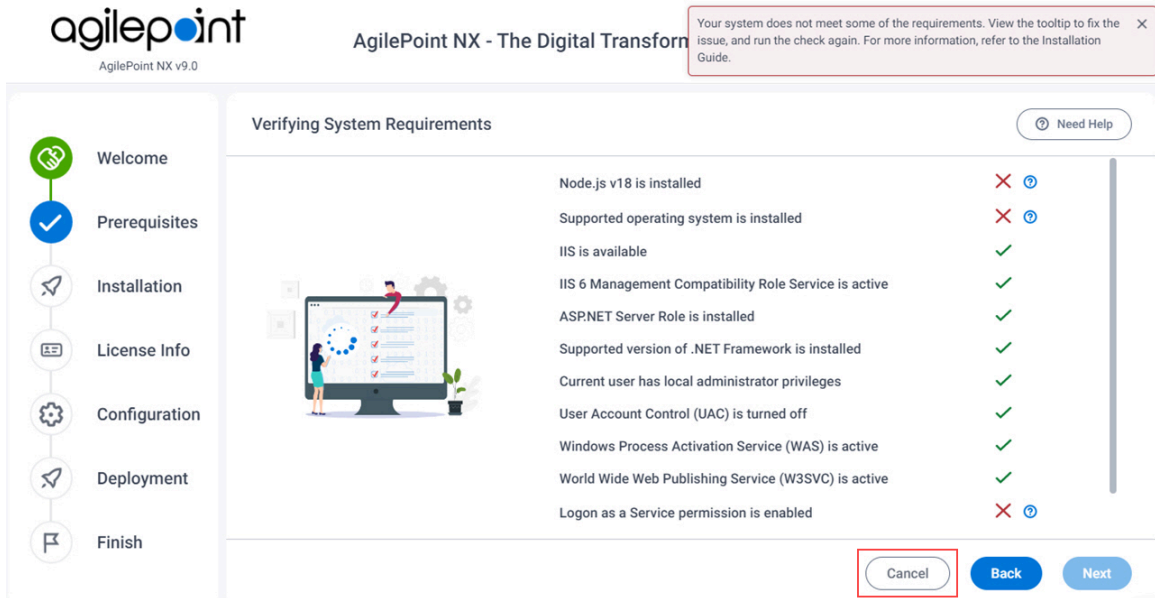 agilepoint
AgilePoint NX v9.0
AgilePoint NX - The Digital Transform
Your system does not meet some of the requirements. View the tooltip to fix the
issue, and run the check again. For more information, refer to the Installation
Guide.
Verifying System Requirements
Need Help
Welcome
Prerequisites
Installation
License Info
Configuration
Deployment
Finish
Node.js v18 is installed
Supported operating system is installed
IIS is available
IIS 6 Management Compatibility Role Service is active
ASP.NET Server Role is installed
Supported version of .NET Framework is installed
Current user has local administrator privileges
User Account Control (UAC) is turned off
Windows Process Activation Service (WAS) is active
World Wide Web Publishing Service (W3SVC) is active
Logon as a Service permission is enabled
Cancel
Back
Next